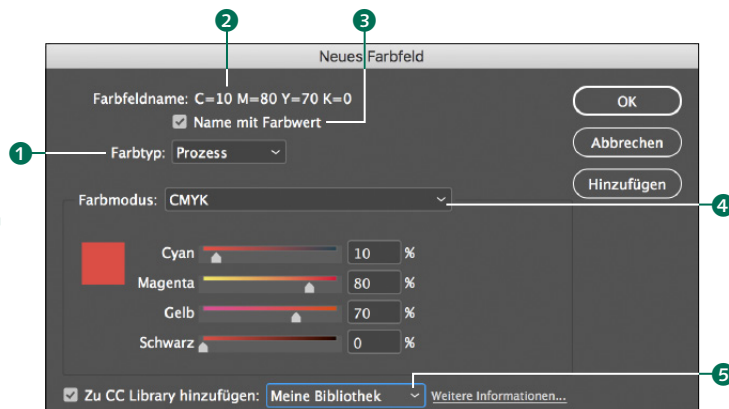 2 3
Neues Farbfeld
Farbfeldname: C=10 M=80 Y=70 K=0
OK
Name mit Farbwert
Abbrechen
1
Farbtyp: Prozess
Hinzufügen
Farbmodus: CMYK
4
Cyan 10 %
Magenta 80 %
Gelb 70 %
Schwarz 0 %
5
Zu CC Library hinzufügen: Meine Bibliothek Weitere Informationen...